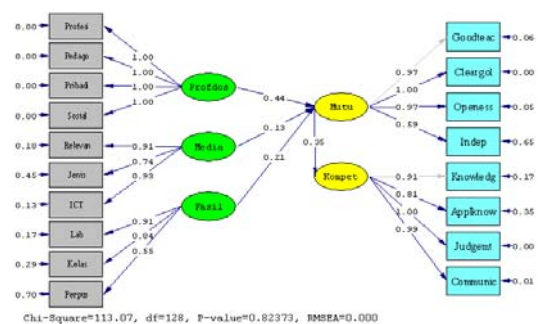 0.00 Profesi 1.00 Goodteac 0.06
0.00 Pedago 1.00 0.97 Cleargol 0.00
0.00 Pribadi 1.00 Profdos 0.44 Mutu 1.00 Openess 0.05
0.00 Sosial 1.00 0.97
0.18 Relevan 0.91 Media 0.13 0.59 Indep 0.65
0.45 Jenis 0.74 0.21 0.35
0.13 ICT 0.93 Fasil Kompet 0.91 Knowledg 0.17
0.17 Lab 0.91 0.81 Applknow 0.35
0.29 Kelas 1.00 Judgemt 0.00
0.70 Perpus 0.55 0.99 Communic 0.01
Chi-Square=113.07, df=128, P-value=0.82373, RMSEA=0.000